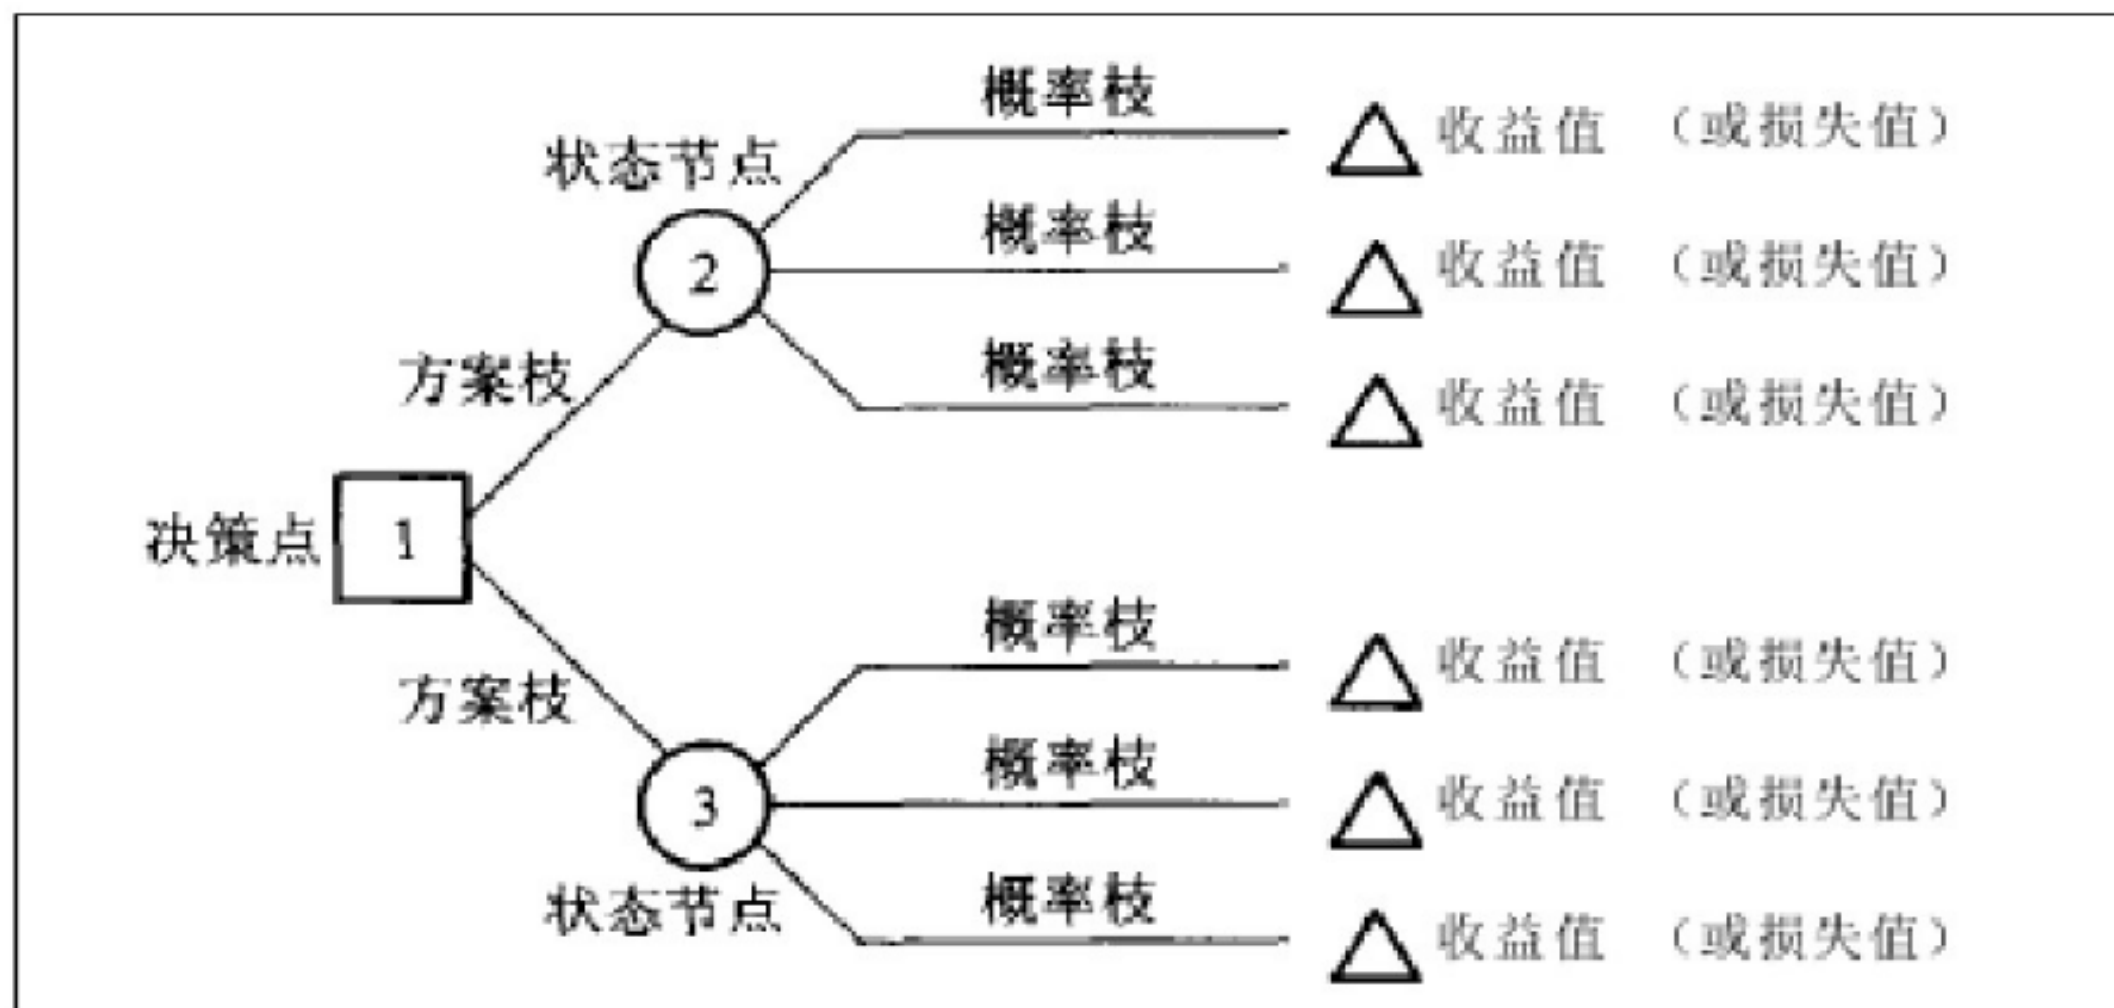 概率枝
收益值 （或损失值）
状态节点
概率枝
2
收益值 （或损失值）
概率枝
方案枝
收益值 （或损失值）
决策点
1
概率枝
收益值 （或损失值）
方案枝
概率枝
3
收益值 （或损失值）
概率枝
状态节点
收益值 （或损失值）